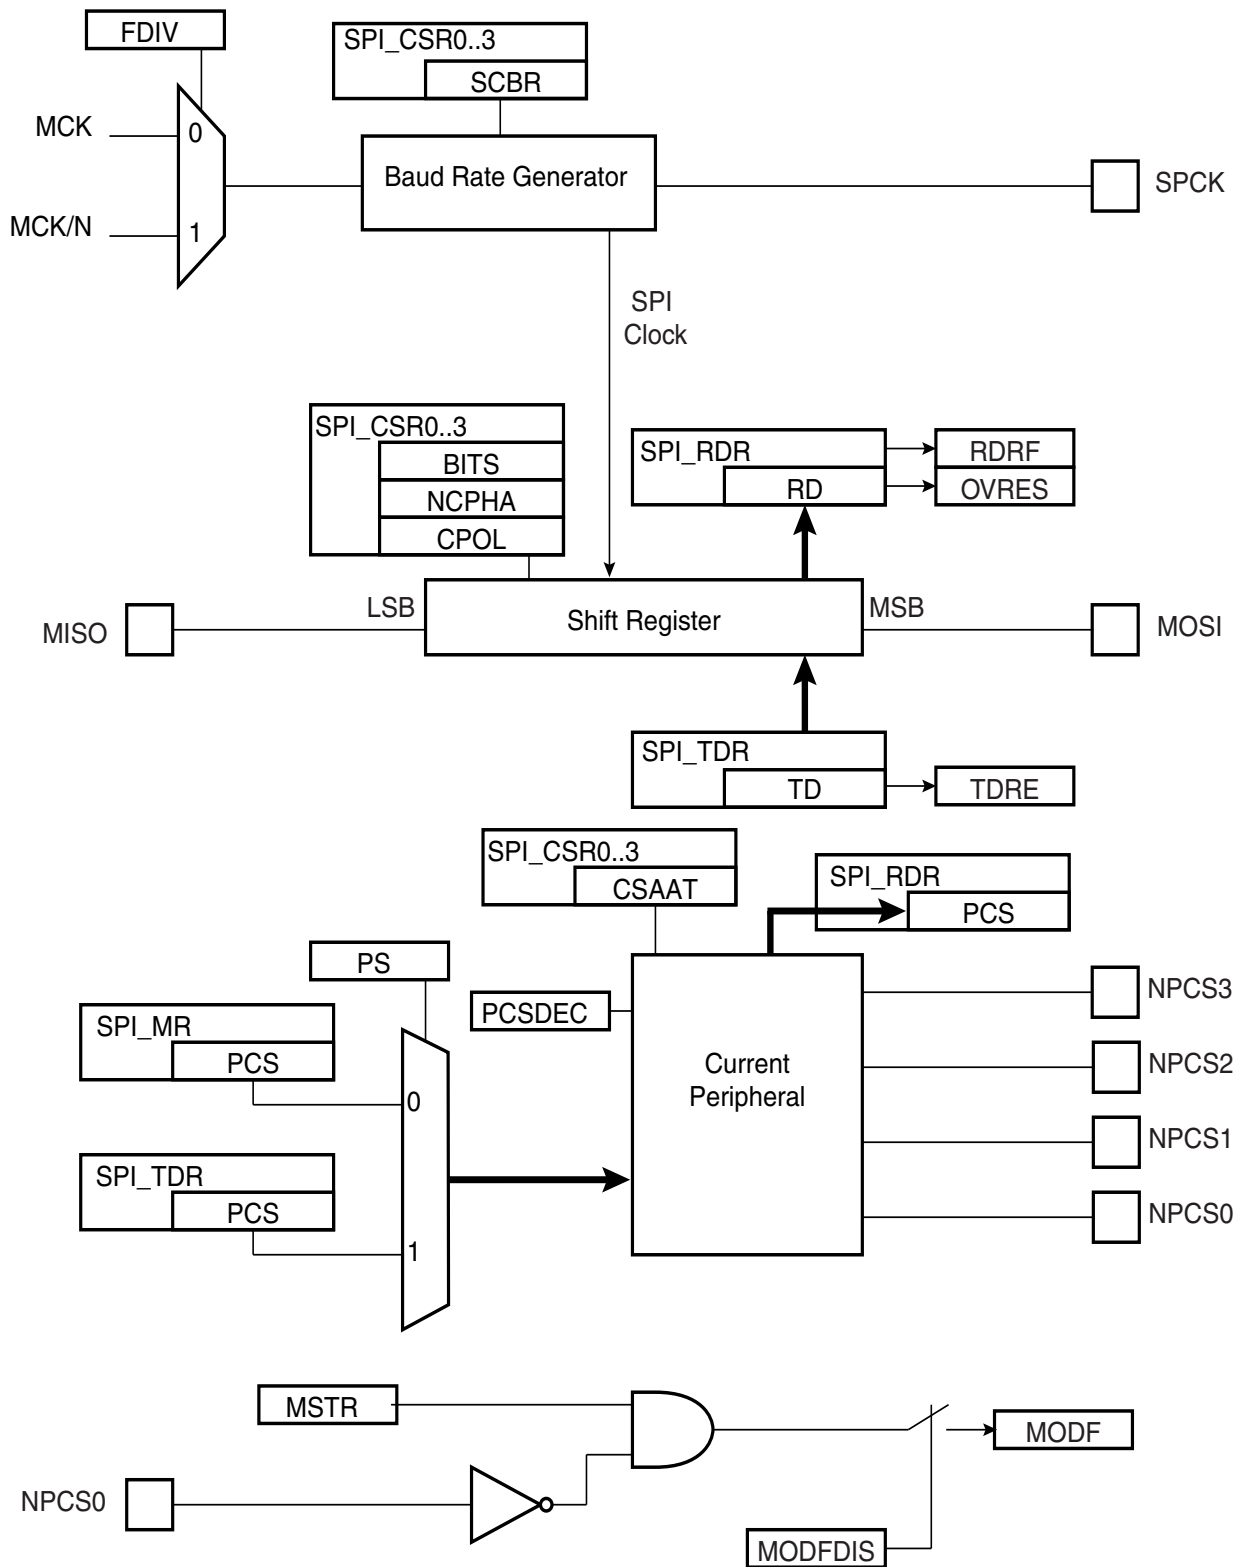 FDIV
SPI_CSR0..3
SCBR
MCK
0
Baud Rate Generator
SPCK
MCK/N
1
SPI
Clock
SPI_CSR0..3
BITS
NCPHA
CPOL
SPI_RDR
RD
RDRF
OVRES
MISO
LSB
Shift Register
MSB
MOSI
SPI_TDR
TD
TDRE
SPI_CSR0..3
CSAAT
SPI_RDR
PCS
PS
PCSDEC
NPCS3
SPI_MR
PCS
0
Current
Peripheral
NPCS2
NPCS1
SPI_TDR
PCS
1
NPCS0
MSTR
MODF
NPCS0
MODFDIS